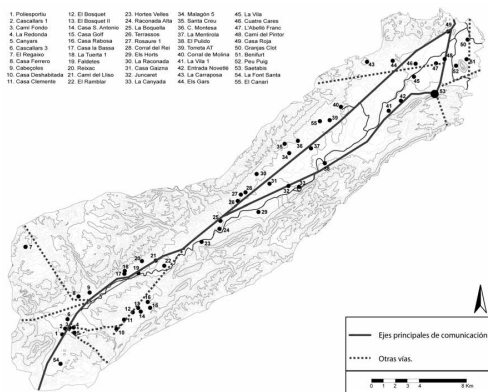 1. Poliesportiu
2. Cascallars 1
3. Camí Fondo
4. La Redonda
5. Canyars
6. Cascallars 3
7. El Regaixo
8. Casa Ferrero
9. Cabeçoles
10. Casa Deshabitada
11. Casa Clemente
12. El Bosquet
13. El Bosquet II
14. Casa S. Antonio
15. Casa Golf
16. Casa Rabosa
17. Casa la Bassa
18. La Tuerta 1
19. Faldetes
20. Reixac
21. Camí del Lliso
22. El Ramblar
23. Hortes Velles
24. Raconada Alta
25. La Boquella
26. Terrassos
27. Rosaure 1
28. Corral del Rei
29. Els Horts
30. La Raconada
31. Casa Gaizna
32. Juncaret
33. La Canyada
34. Malagón 5
35. Santa Creu
36. C. Montesa
37. La Mentirola
38. El Pulido
39. Toreta AT
40. Corral de Molina
41. La Vila 1
42. Entrada Novellé
43. La Carraposa
44. Els Gars
45. La Vila
46. Cuatre Cares
47. L'Abellé Franc
48. Camí del Pintor
49. Casa Roja
50. Granjas Clot
51. Benifurt
52. Peu Puig
53. Saetabis
54. La Font Santa
55. El Canari
Ejes principales de comunicación
Otras vías.
0 1 2 3 4 8 Km